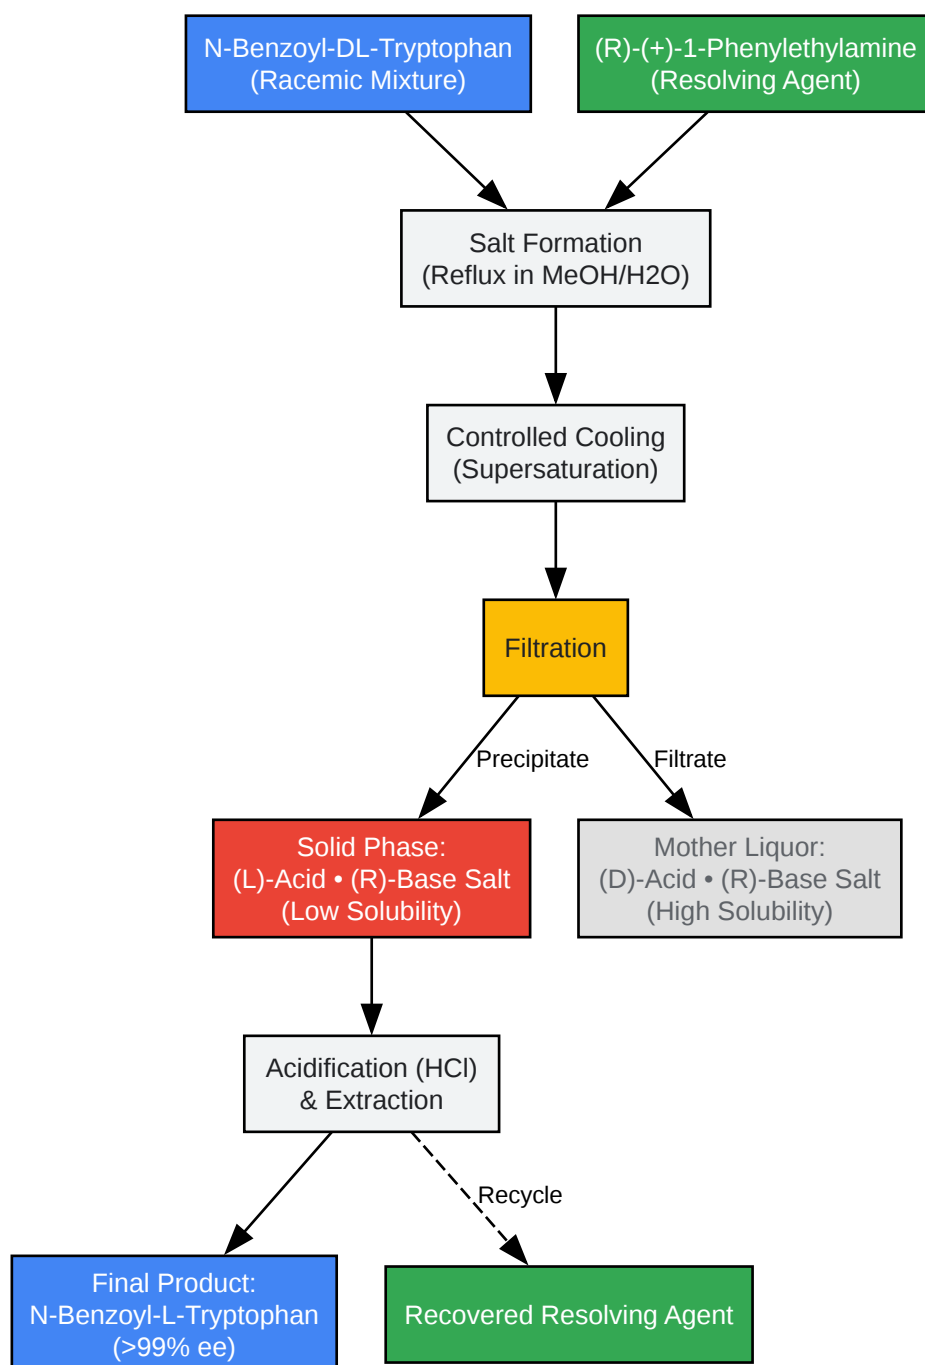 N-Benzoyl-DL-Tryptophan
(Racemic Mixture)
(R)-(+)-1-Phenylethylamine
(Resolving Agent)
Salt Formation
(Reflux in MeOH/H2O)
Controlled Cooling
(Supersaturation)
Filtration
Precipitate
Filtrate
Solid Phase:
(L)-Acid • (R)-Base Salt
(Low Solubility)
Mother Liquor:
(D)-Acid • (R)-Base Salt
(High Solubility)
Acidification (HCl)
& Extraction
Recycle
Final Product:
N-Benzoyl-L-Tryptophan
(>99% ee)
Recovered Resolving Agent